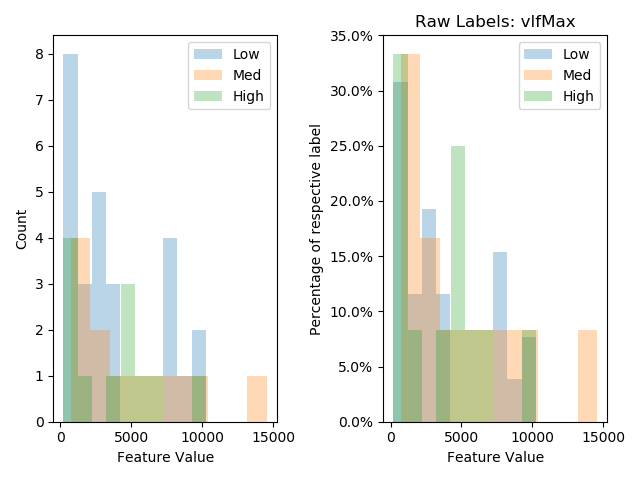 Raw Labels: vlfMax
8
7
6
5
4
3
2
1
0
Count
0
5000
10000
15000
Feature Value
Low
Med
High
35.0%
30.0%
25.0%
20.0%
15.0%
10.0%
5.0%
0.0%
Percentage of respective label
0
5000
10000
15000
Feature Value
Low
Med
High